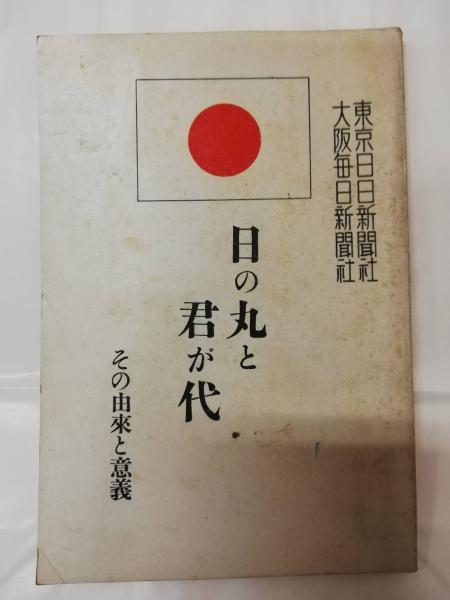 東京日日新聞社
大阪毎日新聞社
日の丸と
君が代
その由來と意義